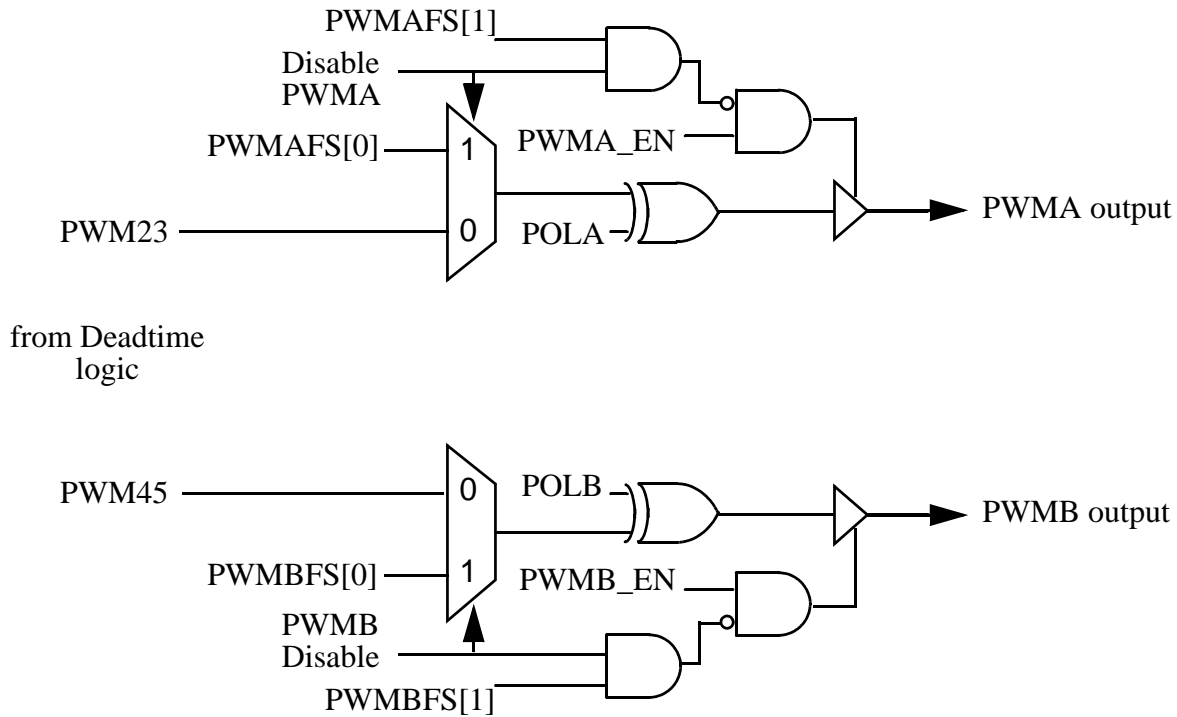 PWMAFS[1]
Disable
PWMA
PWMAFS[0]
1
PWMA_EN
PWM23
0
POLA
PWMA output
from Deadtime
logic
PWM45
0
POLB
PWMB output
PWMBFS[0]
1
PWMB_EN
PWMB
Disable
PWMBFS[1]